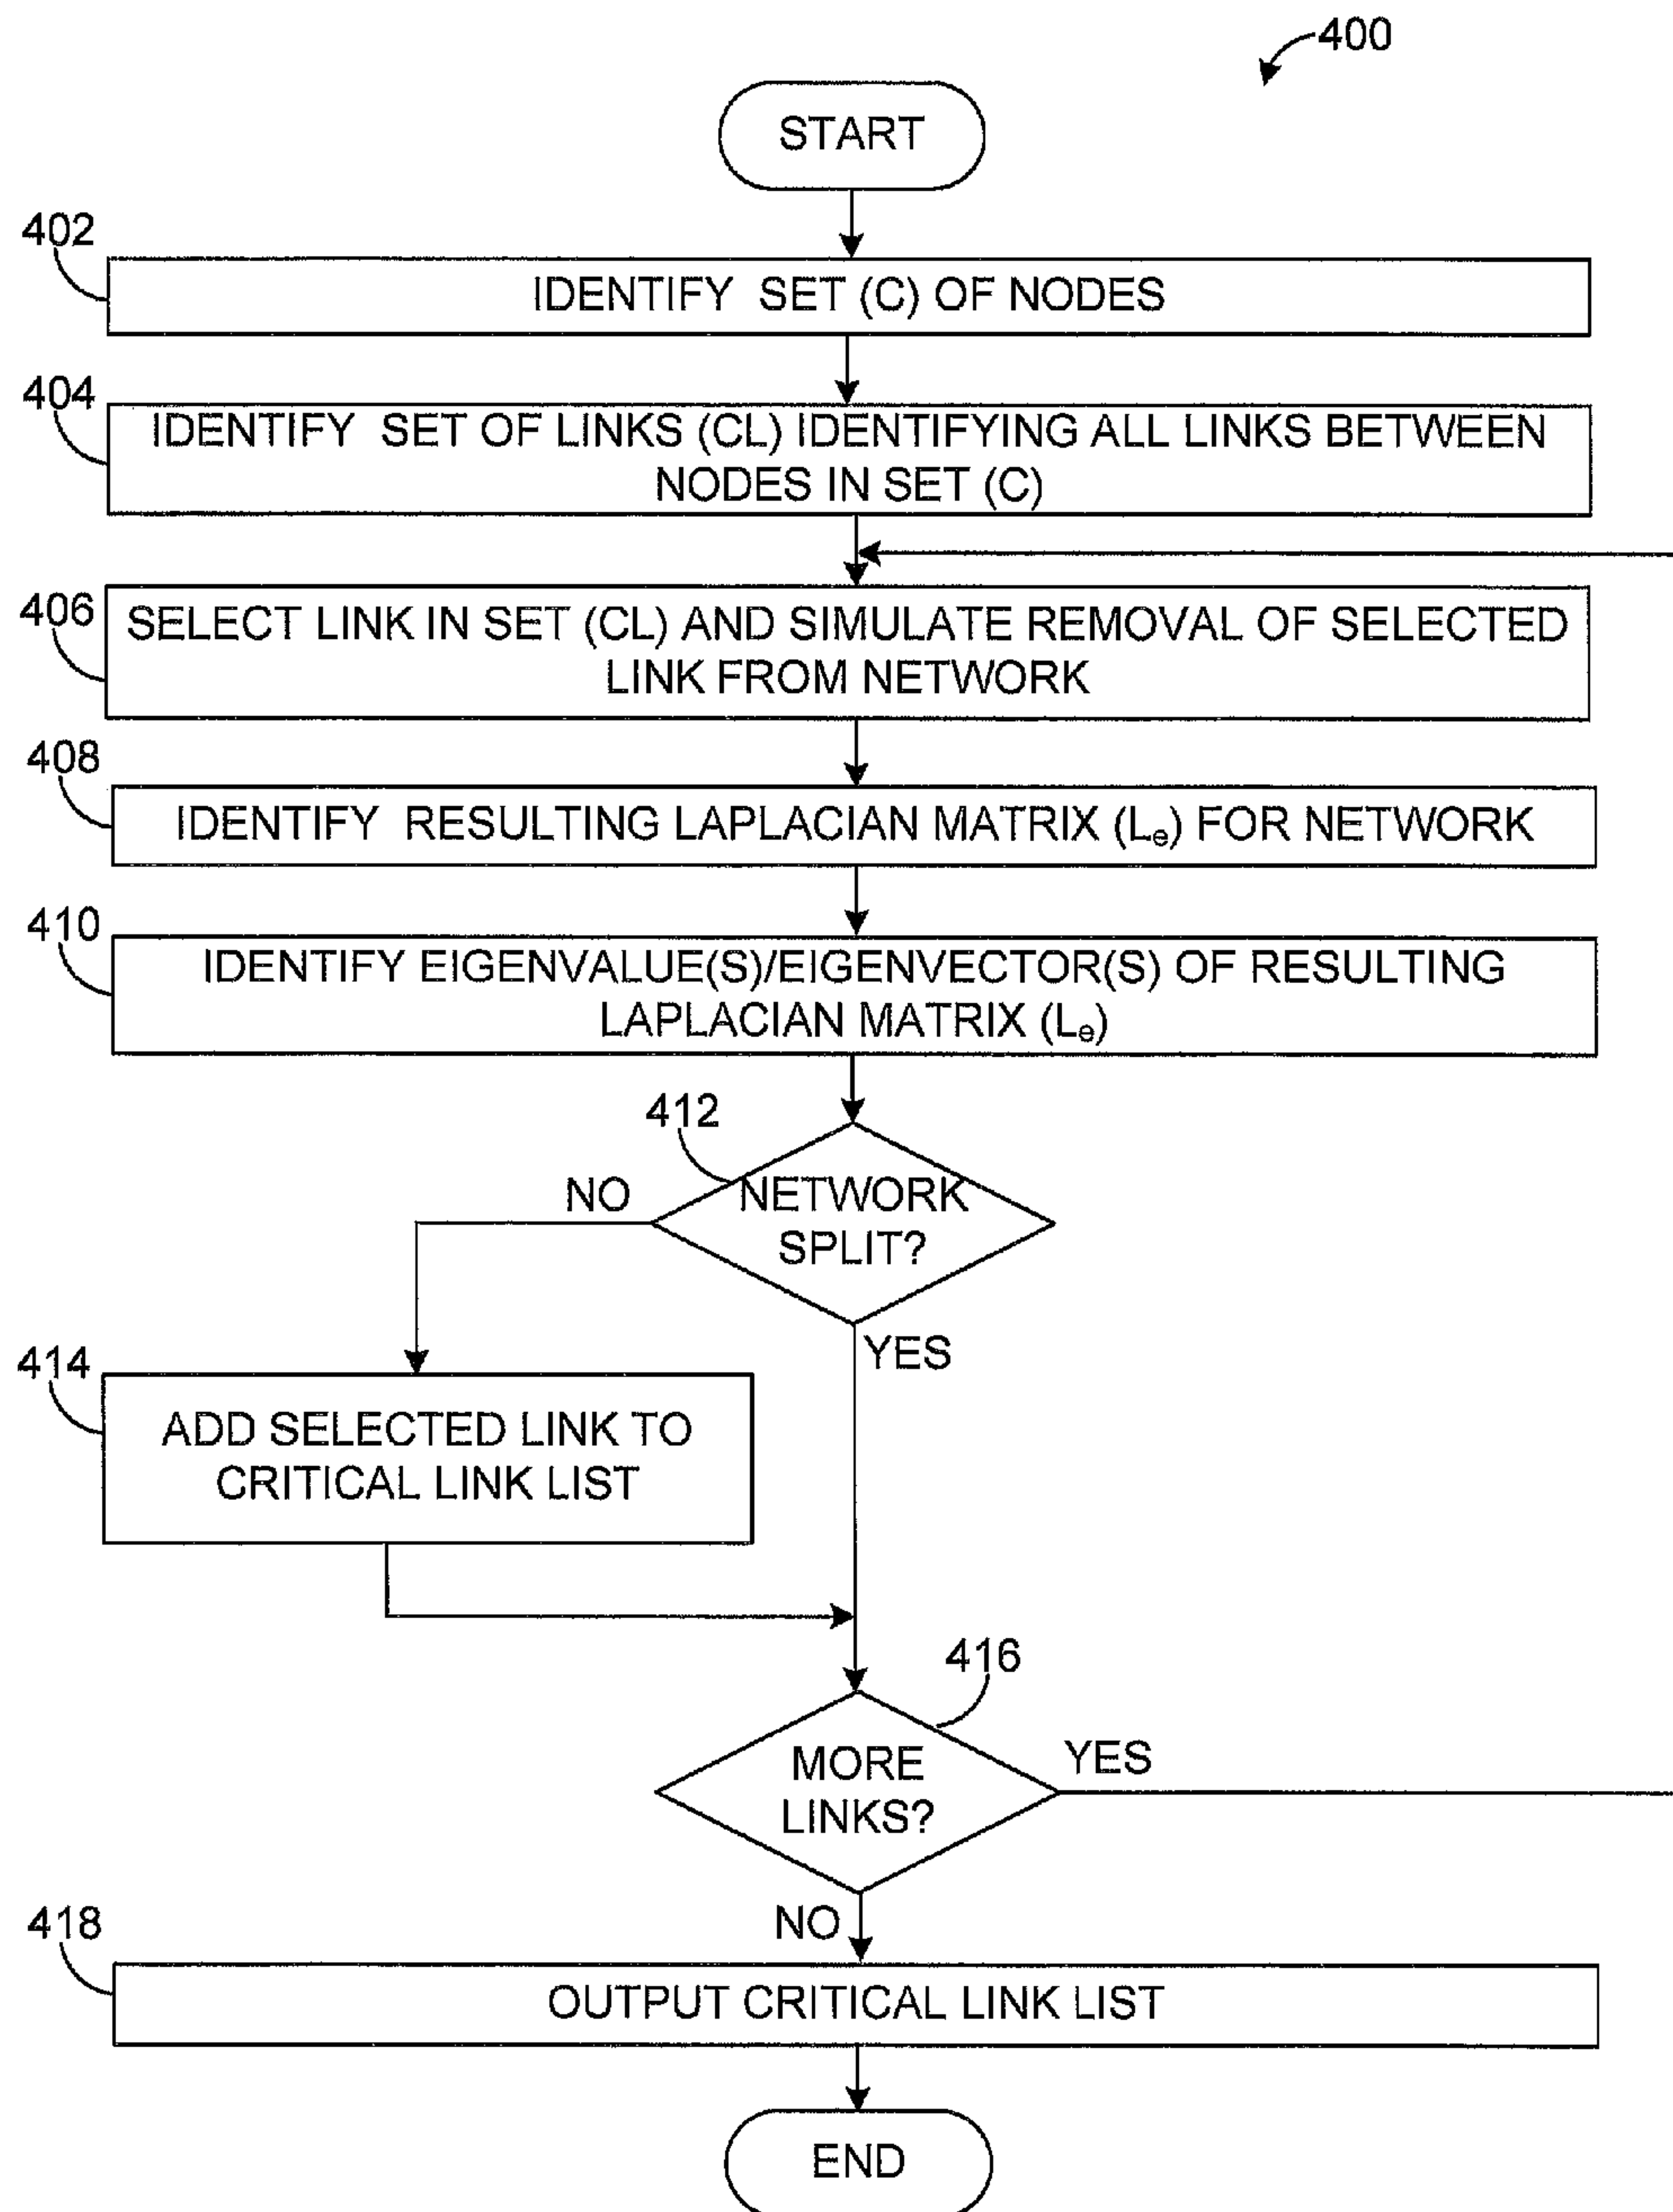 400
START
402
IDENTIFY SET (C) OF NODES
404
IDENTIFY SET OF LINKS (CL) IDENTIFYING ALL LINKS BETWEEN
NODES IN SET (C)
406
SELECT LINK IN SET (CL) AND SIMULATE REMOVAL OF SELECTED
LINK FROM NETWORK
408
IDENTIFY RESULTING LAPLACIAN MATRIX (Le) FOR NETWORK
410
IDENTIFY EIGENVALUE(S)/EIGENVECTOR(S) OF RESULTING
LAPLACIAN MATRIX (Le)
412
NO
NETWORK
SPLIT?
YES
414
ADD SELECTED LINK TO
CRITICAL LINK LIST
416
MORE
LINKS?
YES
NO
418
OUTPUT CRITICAL LINK LIST
END